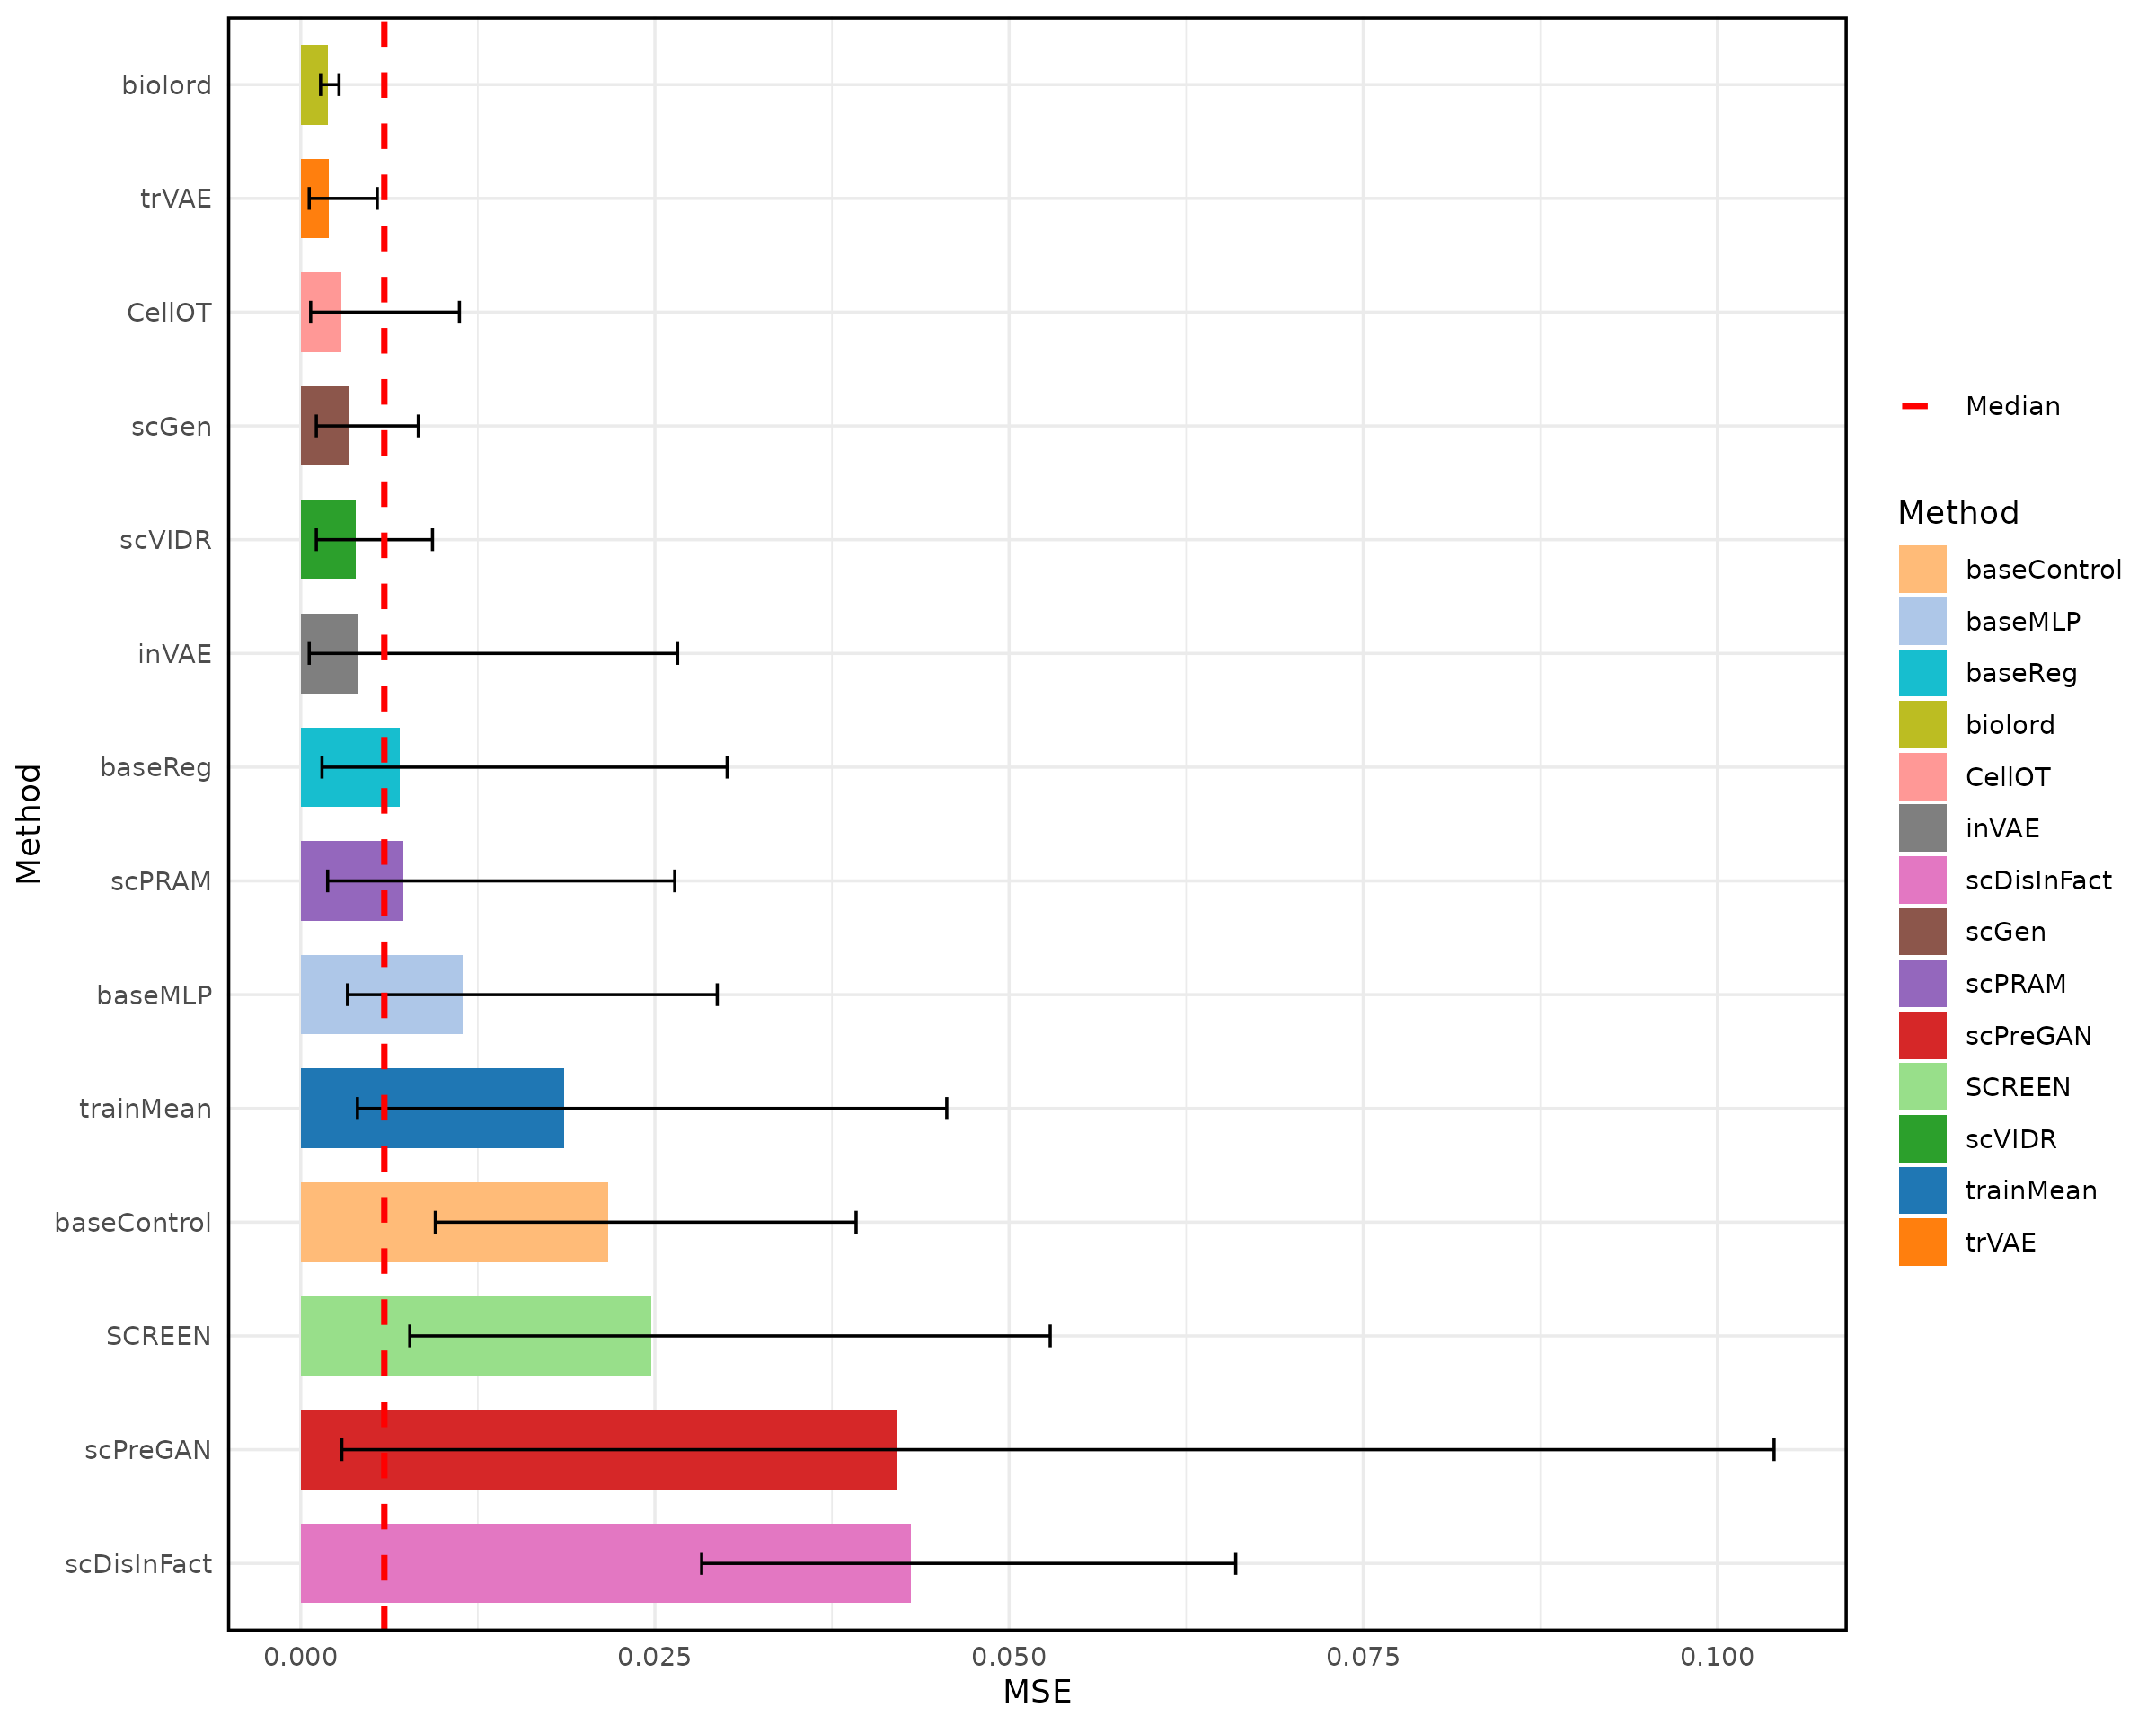 Method
biolord
trVAE
CellOT
scGen
scVIDR
inVAE
baseReg
scPRAM
baseMLP
trainMean
baseControl
SCREEN
scPreGAN
scDisInFact
0.000 0.025 0.050 0.075 0.100
MSE
Median
Method
baseControl
baseMLP
baseReg
biolord
CellOT
inVAE
scDisInFact
scGen
scPRAM
scPreGAN
SCREEN
scVIDR
trainMean
trVAE